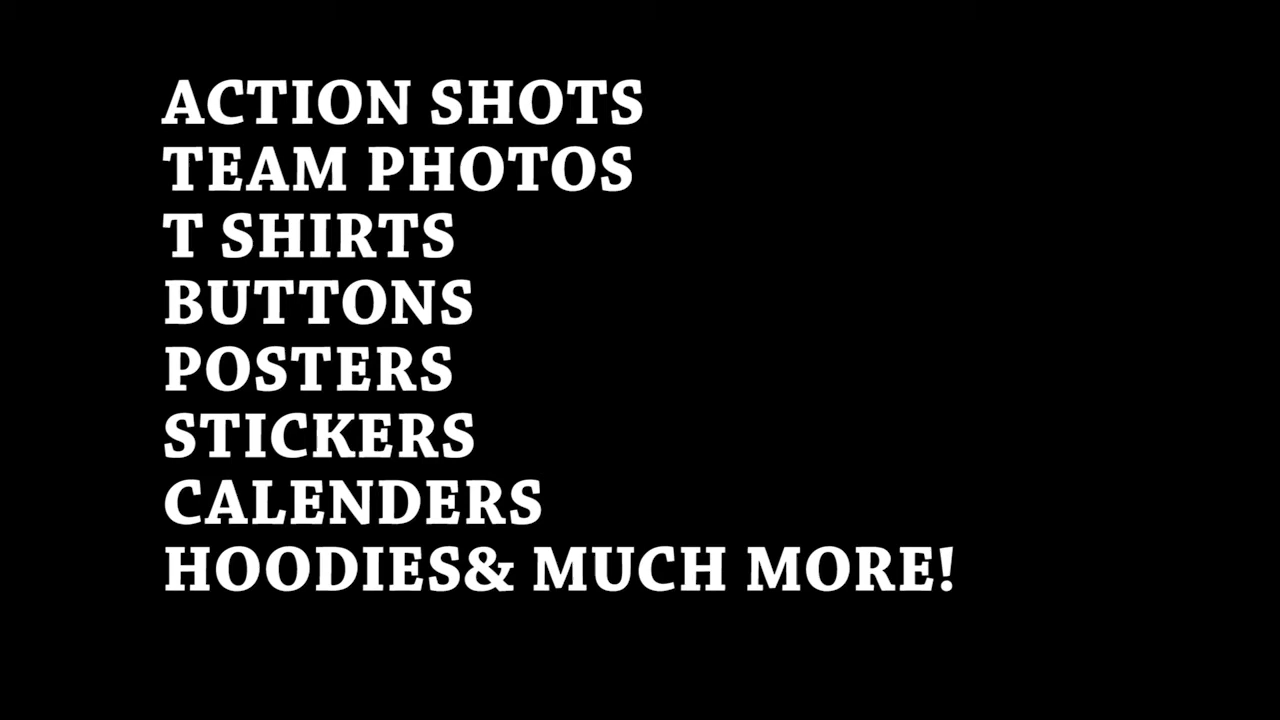 ACTION SHOTS
TEAM PHOTOS
T SHIRTS
BUTTONS
POSTERS
STICKERS
CALENDERS
HOODIES& MUCH MORE!